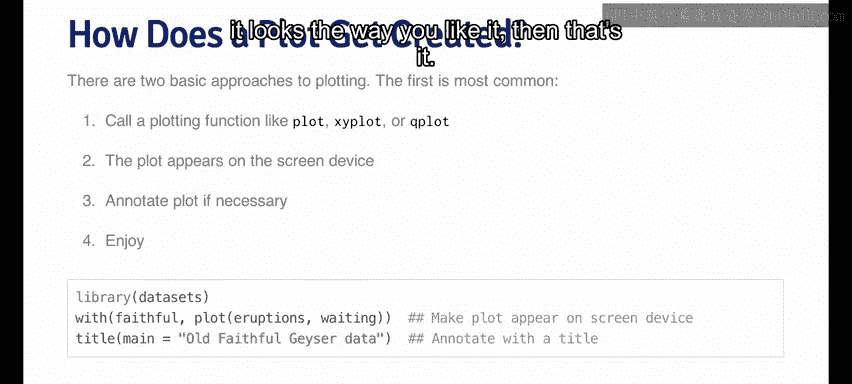 How Does a Plot Get Created?
it looks the way you like it, then that's
it.
There are two basic approaches to plotting. The first is most common:
1. Call a plotting function like plot, xyplot, or qplot
2. The plot appears on the screen device
3. Annotate plot if necessary
4. Enjoy
library(datasets)
with(faithful, plot(eruptions, waiting)) ## Make plot appear on screen device
title(main = "Old Faithful Geyser data") ## Annotate with a title